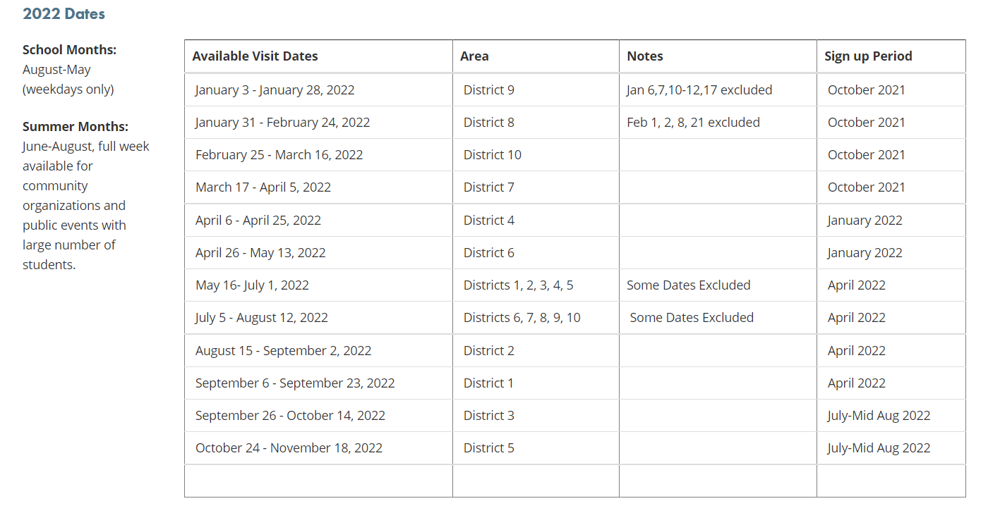 2022 Dates
School Months:
August-May
(weekdays only)
Summer Months:
June-August, full week
available for
community
organizations and
public events with
large number of
students.
Available Visit Dates Area Notes Sign up Period
January 3 - January 28, 2022 District 9 Jan 6,7,10-12,17 excluded October 2021
January 31 - February 24, 2022 District 8 Feb 1, 2, 8, 21 excluded October 2021
February 25 - March 16, 2022 District 10 October 2021
March 17 - April 5, 2022 District 7 October 2021
April 6 - April 25, 2022 District 4 January 2022
April 26 - May 13, 2022 District 6 January 2022
May 16- July 1, 2022 Districts 1, 2, 3, 4, 5 Some Dates Excluded April 2022
July 5 - August 12, 2022 Districts 6, 7, 8, 9, 10 Some Dates Excluded April 2022
August 15 - September 2, 2022 District 2 April 2022
September 6 - September 23, 2022 District 1 April 2022
September 26 - October 14, 2022 District 3 July-Mid Aug 2022
October 24 - November 18, 2022 District 5 July-Mid Aug 2022